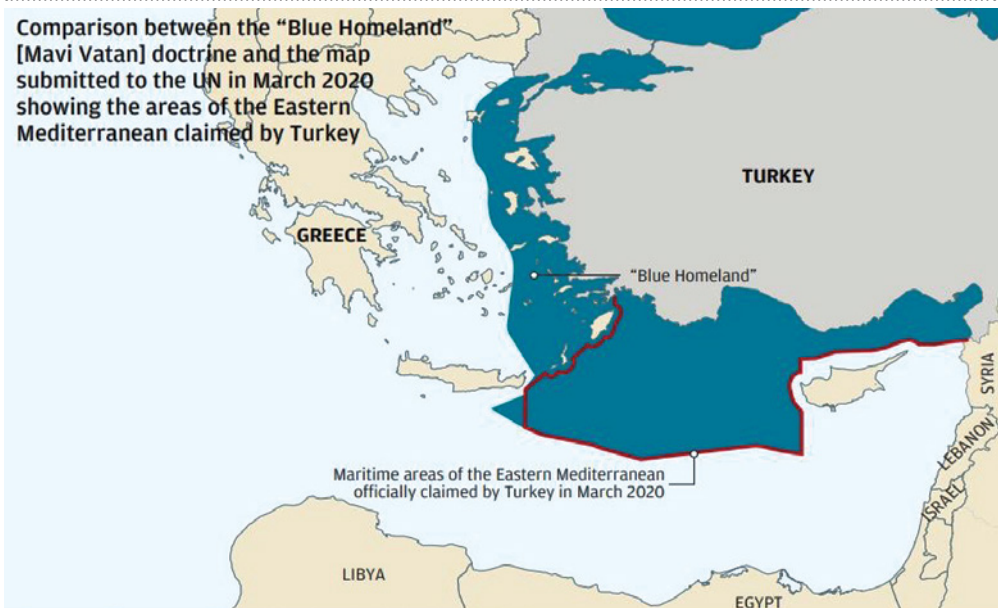 Comparison between the “Blue Homeland”
[Mavi Vatan] doctrine and the map
submitted to the UN in March 2020
showing the areas of the Eastern
Mediterranean claimed by Turkey
TURKEY
GREECE
“Blue Homeland”
SYRIA
LEBANON
Maritime areas of the Eastern Mediterranean
officially claimed by Turkey in March 2020
ISRAEL
LIBYA
EGYPT